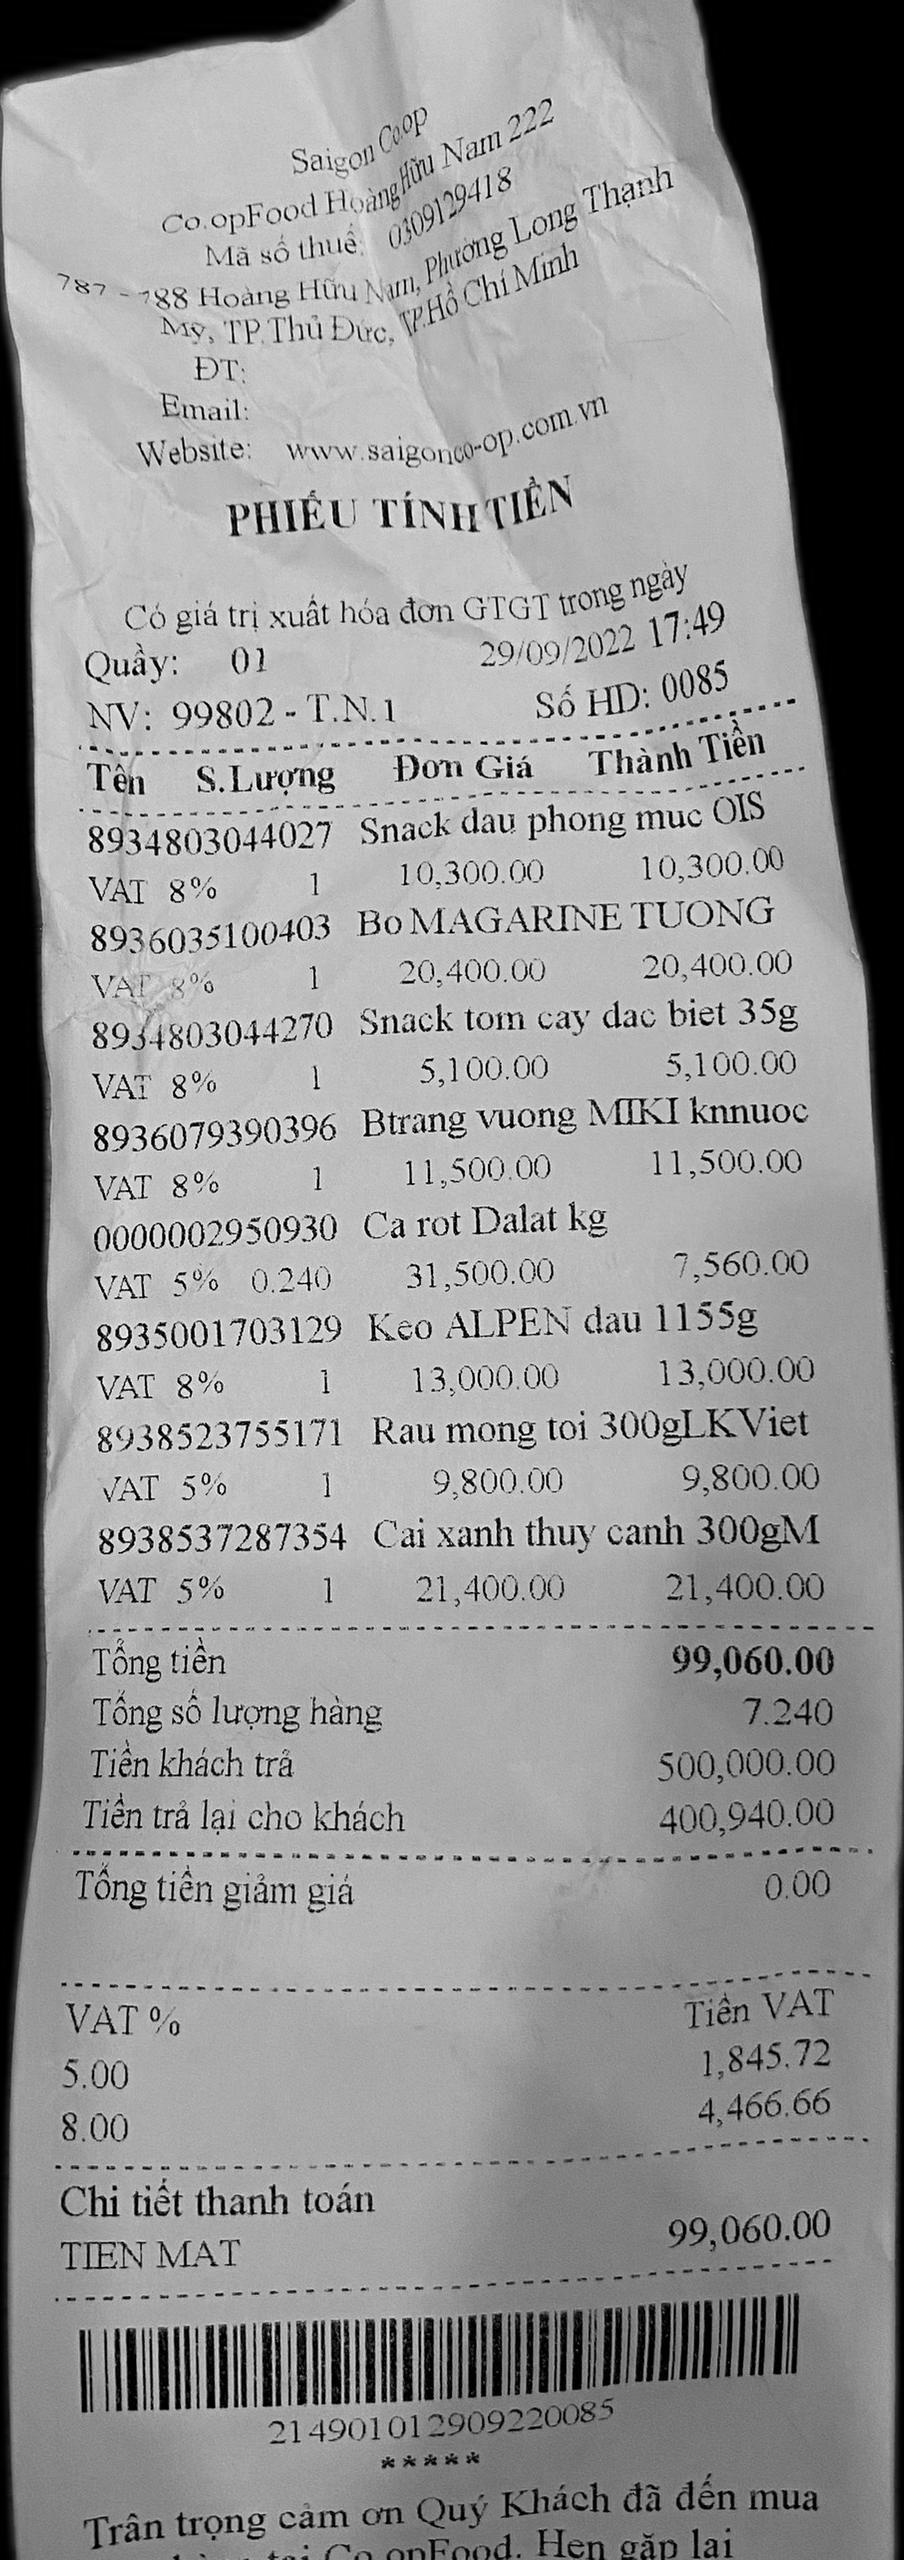 Saigon Co.op
Co.opFood Hoàng Hữu Nam 222
Mã số thuế: 0309129418
787 - 788 Hoàng Hữu Nam, Phường Long Thạnh
Mỹ, TP. Thủ Đức, TP.Hồ Chí Minh
ĐT:
Email:
Website: www.saigonco-op.com.vn
PHIẾU TÍNH TIỀN
Có giá trị xuất hóa đơn GTGT trong ngày
Quầy: 01 29/09/2022 17:49
NV: 99802 - T.N.1 Số HD: 0085
Tên S.Lượng Đơn Giá Thành Tiền
8934803044027 Snack dau phong muc OIS
VAT 8% 1 10,300.00 10,300.00
8936035100403 Bo MAGARINE TUONG
VAT 8% 1 20,400.00 20,400.00
8934803044270 Snack tom cay dac biet 35g
VAT 8% 1 5,100.00 5,100.00
8936079390396 Btrang vuong MIKI knnuoc
VAT 8% 1 11,500.00 11,500.00
0000002950930 Ca rot Dalat kg
VAT 5% 0.240 31,500.00 7,560.00
8935001703129 Keo ALPEN dau 1155g
VAT 8% 1 13,000.00 13,000.00
8938523755171 Rau mong toi 300gLKViet
VAT 5% 1 9,800.00 9,800.00
8938537287354 Cai xanh thuy canh 300gM
VAT 5% 1 21,400.00 21,400.00
Tổng tiền 99,060.00
Tổng số lượng hàng 7.240
Tiền khách trả 500,000.00
Tiền trả lại cho khách 400,940.00
Tổng tiền giảm giá 0.00
VAT % Tiền VAT
5.00 1,845.72
8.00 4,466.66
Chi tiết thanh toán
TIEN MAT 99,060.00
214901012909220085
*****
Trân trọng cảm ơn Quý Khách đã đến mua
tại Co.opFood. Hẹn gặp lại